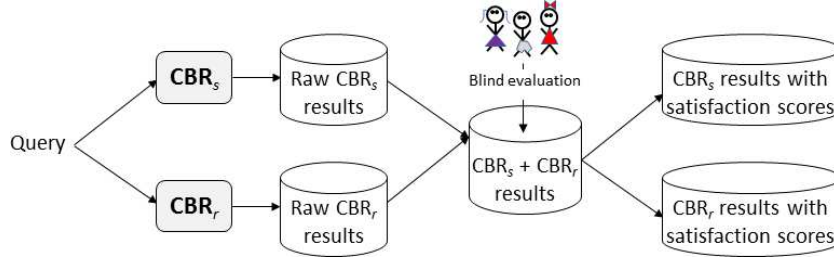 Query
CBRs
CBRr
Raw CBRs
results
Raw CBRr
results
Blind evaluation
CBRs + CBRr
results
CBRs results with
satisfaction scores
CBRr results with
satisfaction scores